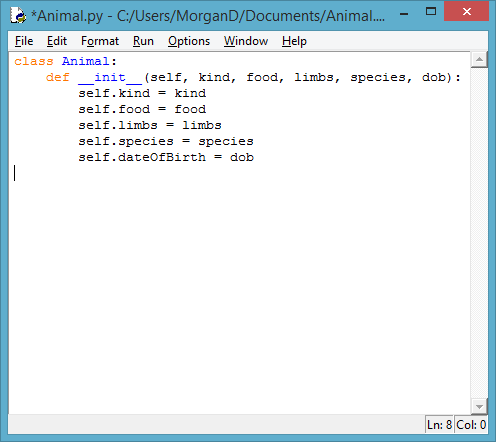 *Animal.py - C:/Users/MorganD/Documents/Animal....
File Edit Format Run Options Window Help
class Animal:
    def __init__(self, kind, food, limbs, species, dob):
        self.kind = kind
        self.food = food
        self.limbs = limbs
        self.species = species
        self.dateOfBirth = dob
Ln: 8 Col: 0